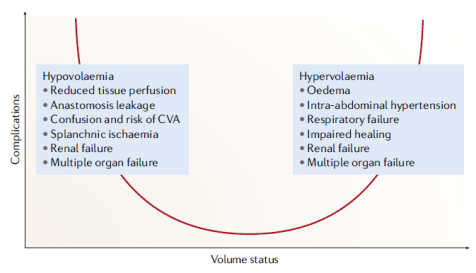 Complications
Hypovolaemia
• Reduced tissue perfusion
• Anastomosis leakage
• Confusion and risk of CVA
• Splanchnic ischaemia
• Renal failure
• Multiple organ failure
Hypervolaemia
• Oedema
• Intra-abdominal hypertension
• Respiratory failure
• Impaired healing
• Renal failure
• Multiple organ failure
Volume status